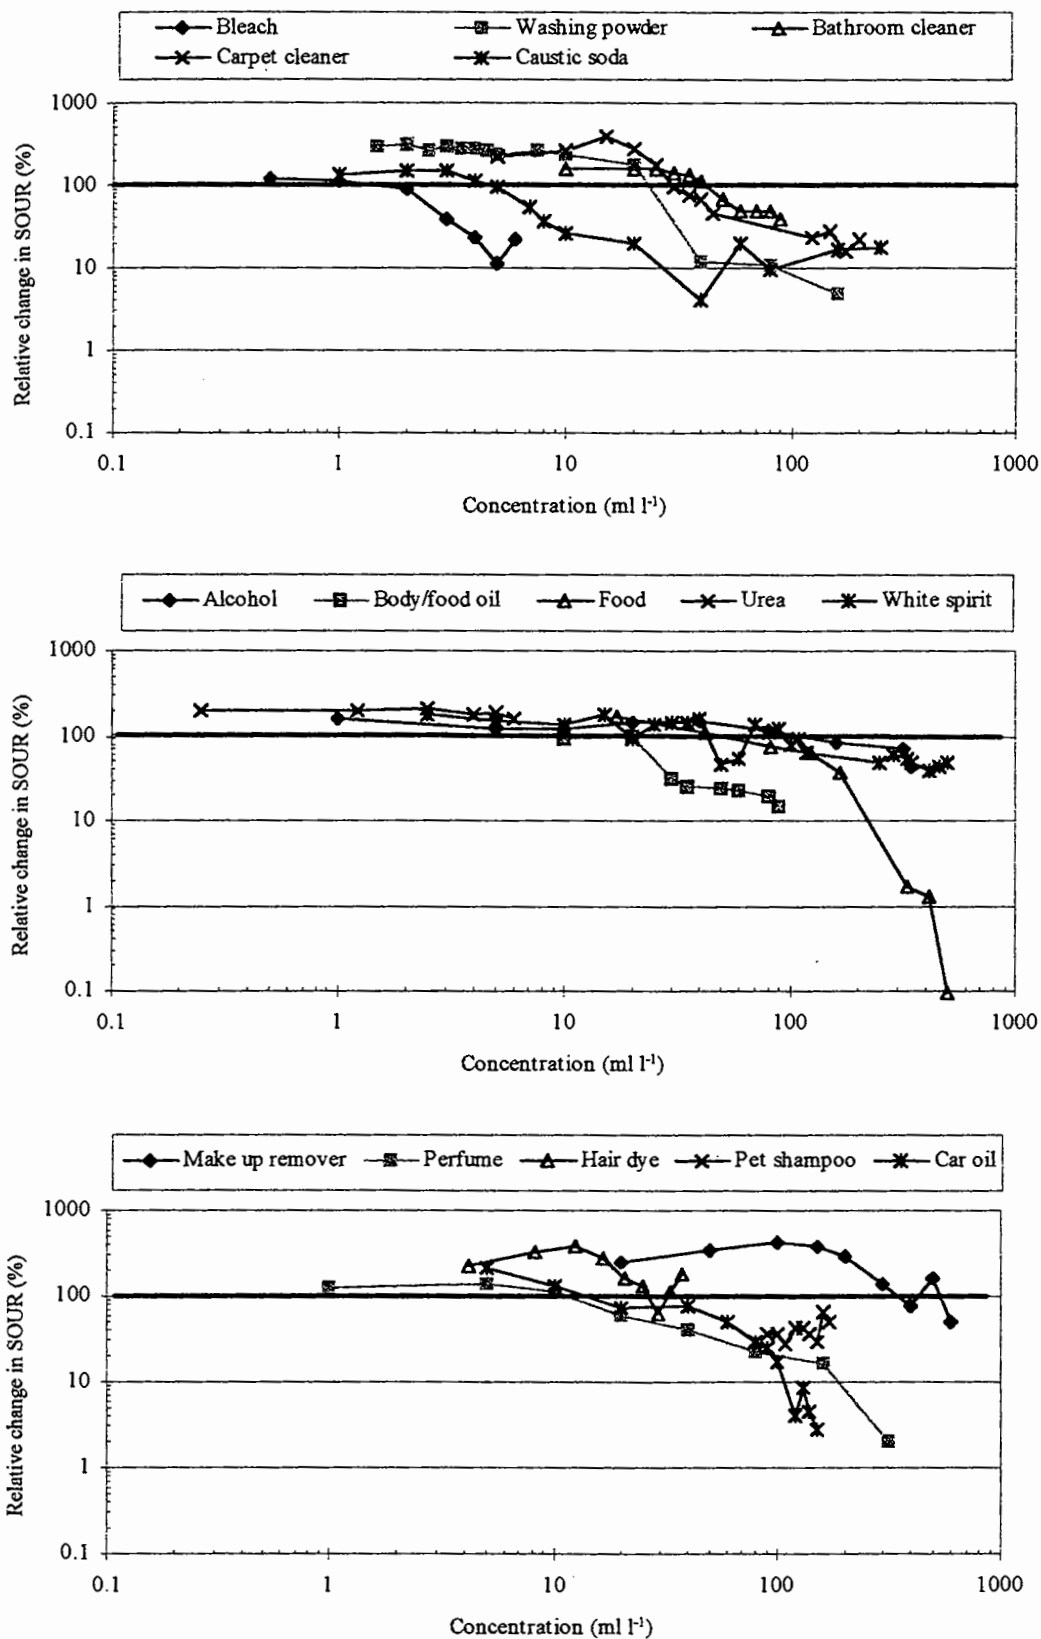 Bleach Washing powder Bathroom cleaner
Carpet cleaner Caustic soda
Relative change in SOUR (%)
1000
100
10
1
0.1
0.1 1 10 100 1000
Concentration (ml l⁻¹)
Alcohol Body/food oil Food Urea White spirit
Relative change in SOUR (%)
1000
100
10
1
0.1
0.1 1 10 100 1000
Concentration (ml l⁻¹)
Make up remover Perfume Hair dye Pet shampoo Car oil
Relative change in SOUR (%)
1000
100
10
1
0.1
0.1 1 10 100 1000
Concentration (ml l⁻¹)